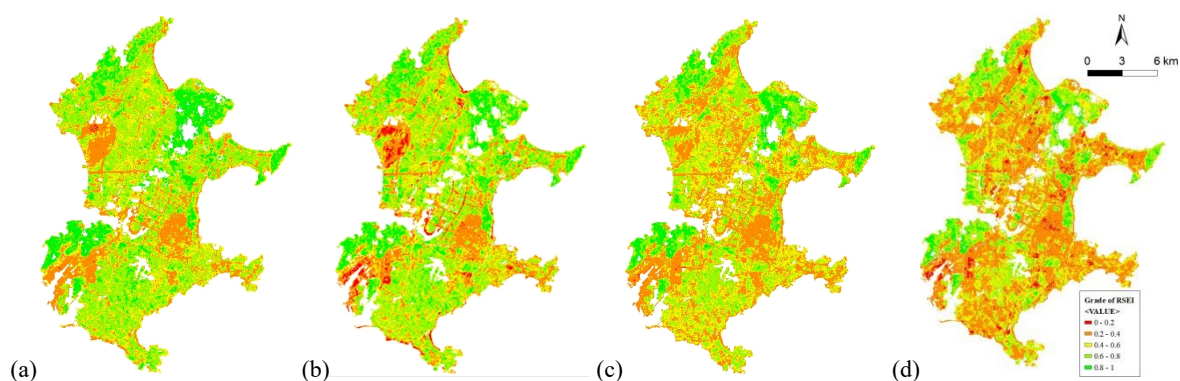 N
0 3 6 km
Grade of RSEI
<VALUE>
0 - 0.2
0.2 - 0.4
0.4 - 0.6
0.6 - 0.8
0.8 - 1
(a) (b) (c) (d)